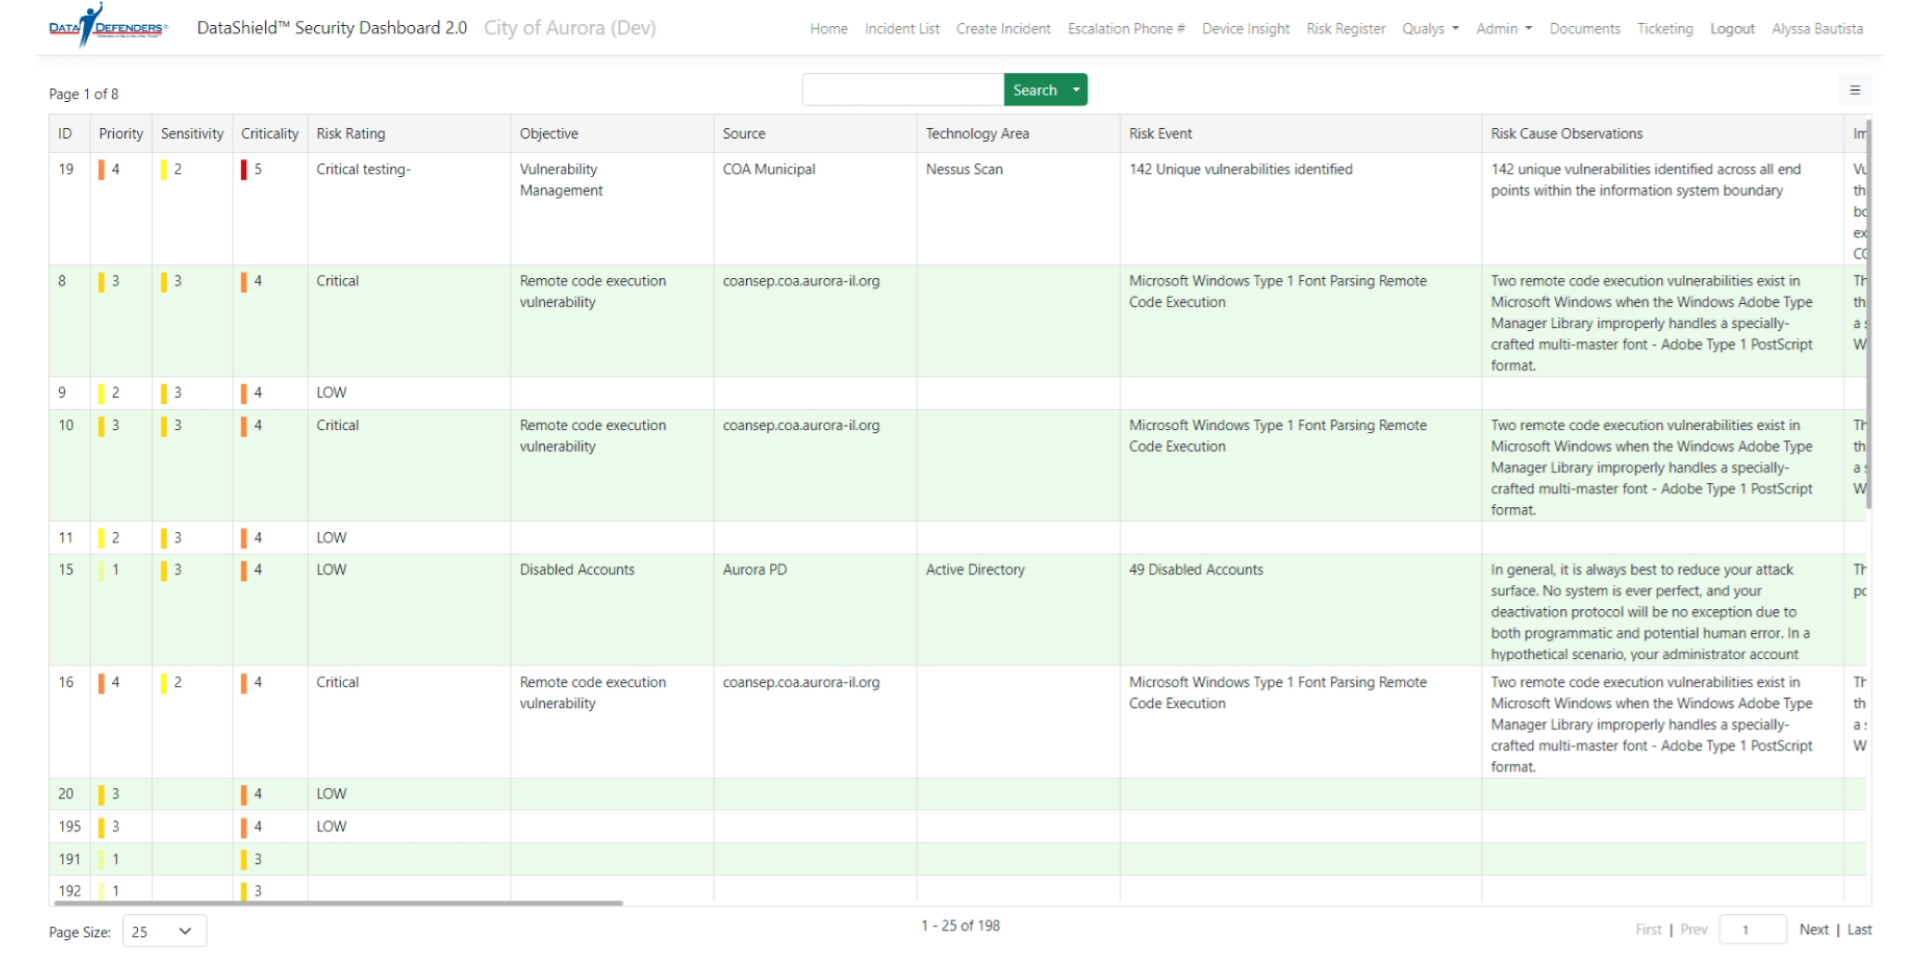 DATA DEFENDERS®
DataShield™ Security Dashboard 2.0 City of Aurora (Dev)
Home Incident List Create Incident Escalation Phone # Device Insight Risk Register Qualys Admin Documents Ticketing Logout Alyssa Bautista
Page 1 of 8
Search
ID Priority Sensitivity Criticality Risk Rating Objective Source Technology Area Risk Event Risk Cause Observations Im
19 4 2 5 Critical testing- Vulnerability COA Municipal Nessus Scan 142 Unique vulnerabilities identified 142 unique vulnerabilities identified across all end Vu
Management points within the information system boundary th
bo
ex
CO
8 3 3 4 Critical Remote code execution coansep.coa.aurora-il.org Microsoft Windows Type 1 Font Parsing Remote Two remote code execution vulnerabilities exist in Th
vulnerability Code Execution Microsoft Windows when the Windows Adobe Type th
Manager Library improperly handles a specially- a s
crafted multi-master font - Adobe Type 1 PostScript W
format.
9 2 3 4 LOW
10 3 3 4 Critical Remote code execution coansep.coa.aurora-il.org Microsoft Windows Type 1 Font Parsing Remote Two remote code execution vulnerabilities exist in Th
vulnerability Code Execution Microsoft Windows when the Windows Adobe Type th
Manager Library improperly handles a specially- a s
crafted multi-master font - Adobe Type 1 PostScript W
format.
11 2 3 4 LOW
15 1 3 4 LOW Disabled Accounts Aurora PD Active Directory 49 Disabled Accounts In general, it is always best to reduce your attack Th
surface. No system is ever perfect, and your po
deactivation protocol will be no exception due to
both programmatic and potential human error. In a
hypothetical scenario, your administrator account
16 4 2 4 Critical Remote code execution coansep.coa.aurora-il.org Microsoft Windows Type 1 Font Parsing Remote Two remote code execution vulnerabilities exist in Th
vulnerability Code Execution Microsoft Windows when the Windows Adobe Type th
Manager Library improperly handles a specially- a s
crafted multi-master font - Adobe Type 1 PostScript W
format.
20 3 4 LOW
195 3 4 LOW
191 1 3
192 1 3
Page Size: 25 1 - 25 of 198 First | Prev 1 Next | Last